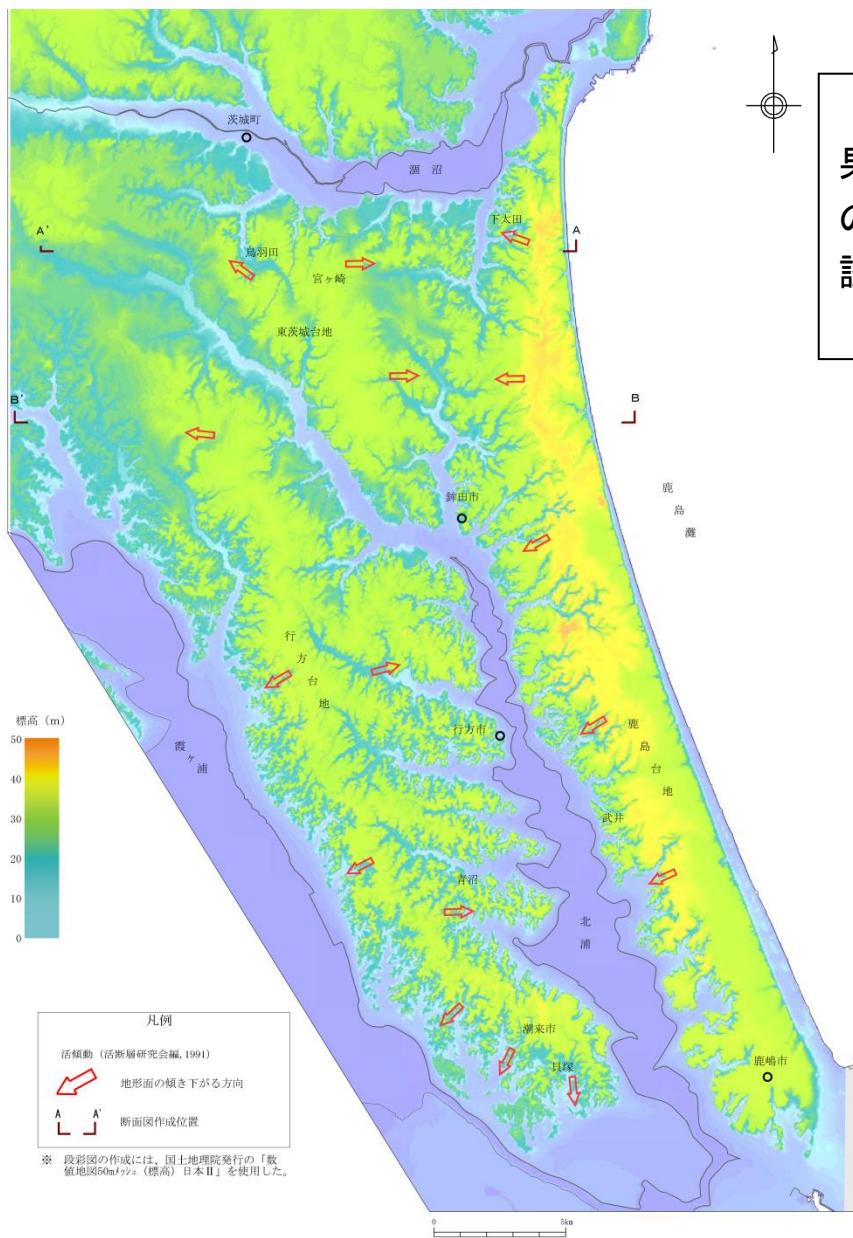 茨城町
涸沼
下太田
A'
A
鳥羽田
宮ヶ崎
東茨城台地
B'
B
鉾田市
鹿島灘
行方台地
標高 (m)
50
40
30
20
10
0
霞ヶ浦
行方市
鹿島台地
武井
青沼
北浦
潮来市
貝塚
鹿嶋市
凡例
活傾動 (活断層研究会編,1991)
地形面の傾き下がる方向
A A'
断面図作成位置
※ 段彩図の作成には、国土地理院発行の「数
値地図50mメッシュ (標高) 日本Ⅱ」を使用した。
0 5km
の